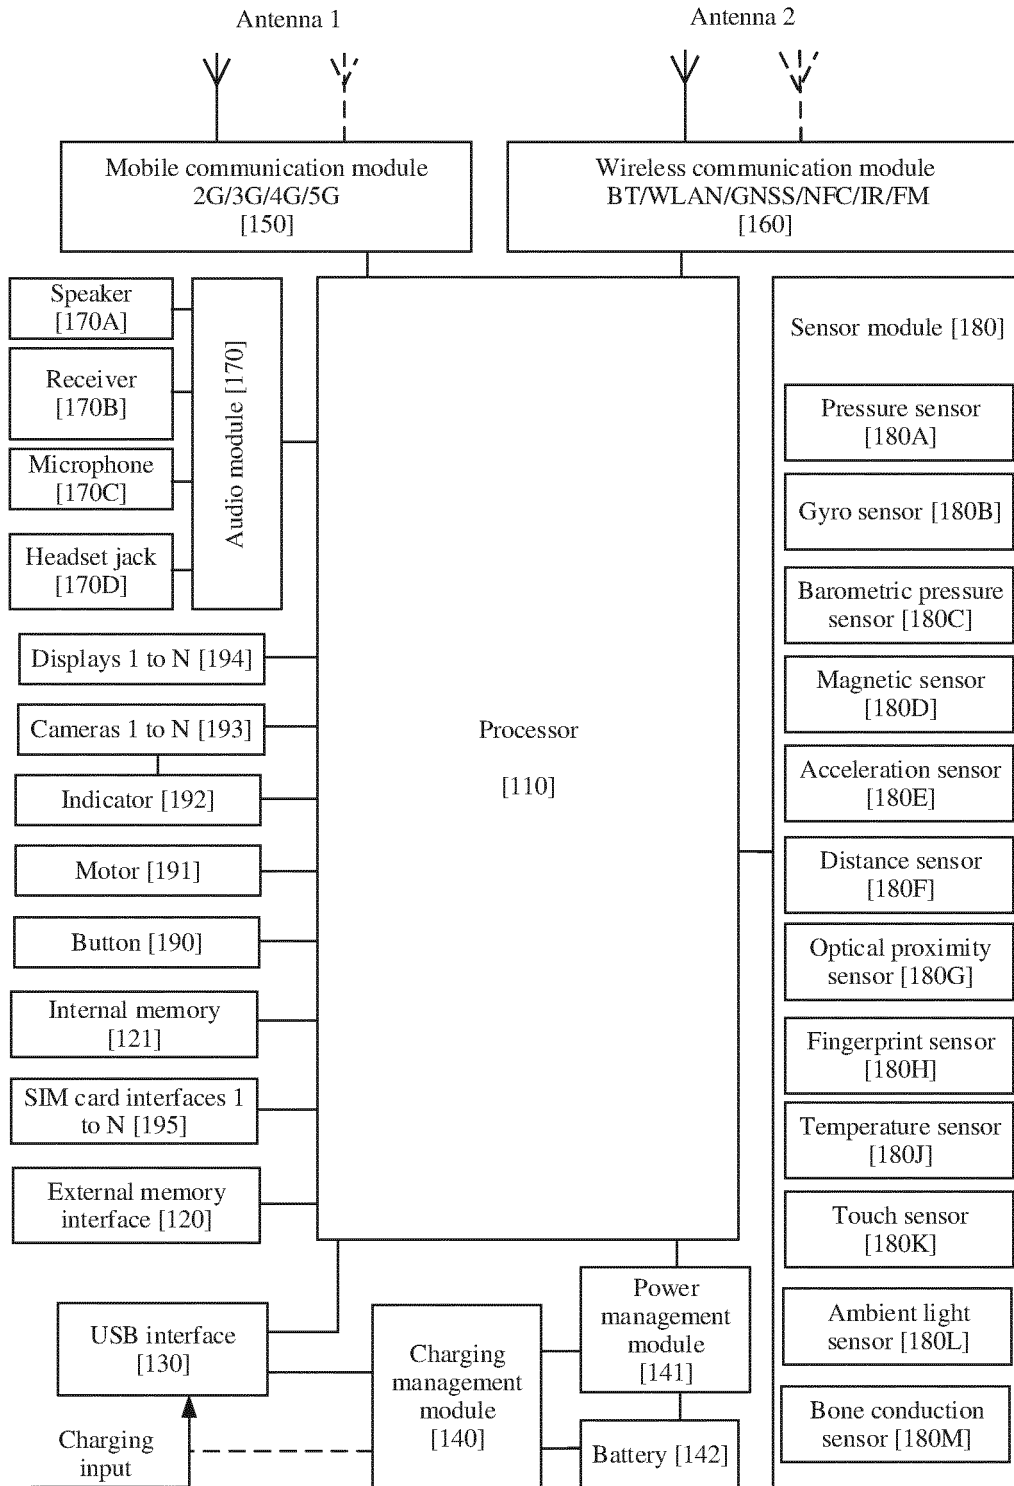 Antenna 1
Antenna 2
Mobile communication module
2G/3G/4G/5G
[150]
Wireless communication module
BT/WLAN/GNSS/NFC/IR/FM
[160]
Speaker
[170A]
Receiver
[170B]
Microphone
[170C]
Headset jack
[170D]
Audio module [170]
Displays 1 to N [194]
Cameras 1 to N [193]
Indicator [192]
Motor [191]
Button [190]
Internal memory
[121]
SIM card interfaces 1
to N [195]
External memory
interface [120]
Processor
[110]
Sensor module [180]
Pressure sensor
[180A]
Gyro sensor [180B]
Barometric pressure
sensor [180C]
Magnetic sensor
[180D]
Acceleration sensor
[180E]
Distance sensor
[180F]
Optical proximity
sensor [180G]
Fingerprint sensor
[180H]
Temperature sensor
[180J]
Touch sensor
[180K]
Ambient light
sensor [180L]
Bone conduction
sensor [180M]
USB interface
[130]
Charging
input
Charging
management
module
[140]
Power
management
module
[141]
Battery [142]